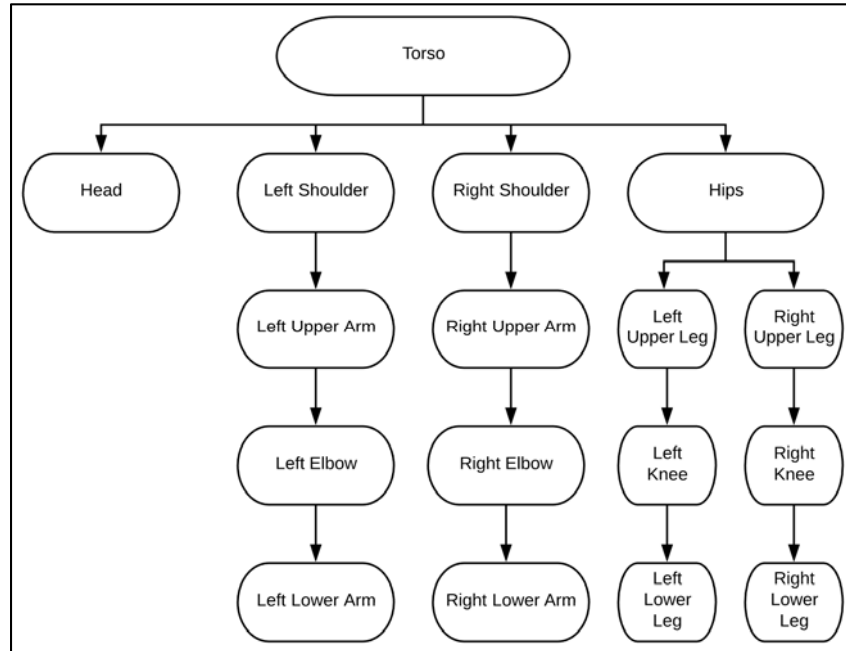 Torso
Head
Left Shoulder
Right Shoulder
Hips
Left Upper Arm
Right Upper Arm
Left
Upper Leg
Right
Upper Leg
Left Elbow
Right Elbow
Left
Knee
Right
Knee
Left Lower Arm
Right Lower Arm
Left
Lower
Leg
Right
Lower
Leg